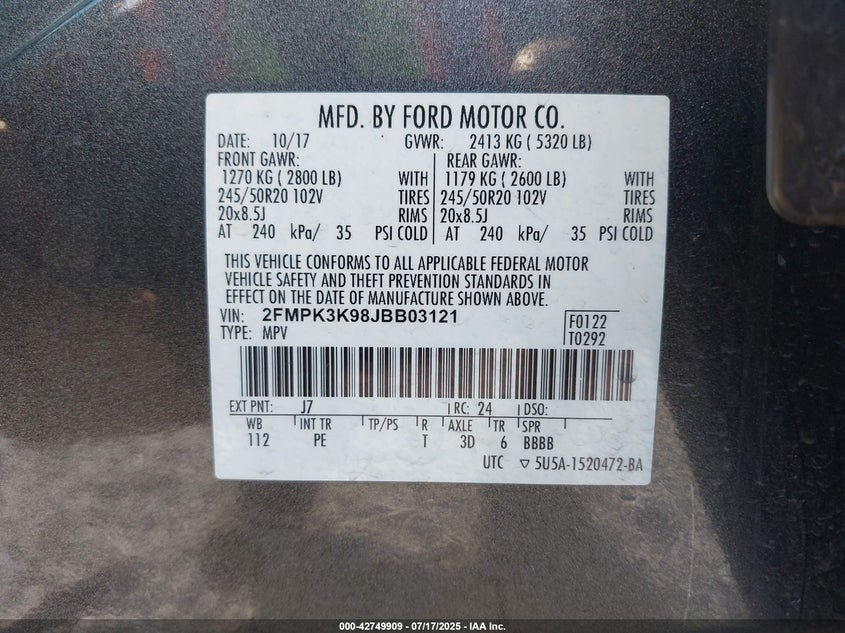 MFD. BY FORD MOTOR CO.
DATE: 10/17 GVWR: 2413 KG ( 5320 LB)
FRONT GAWR: REAR GAWR:
1270 KG ( 2800 LB) WITH 1179 KG ( 2600 LB) WITH
245/50R20 102V TIRES 245/50R20 102V TIRES
20x8.5J RIMS 20x8.5J RIMS
AT 240 kPa/ 35 PSI COLD AT 240 kPa/ 35 PSI COLD
THIS VEHICLE CONFORMS TO ALL APPLICABLE FEDERAL MOTOR
VEHICLE SAFETY AND THEFT PREVENTION STANDARDS IN
EFFECT ON THE DATE OF MANUFACTURE SHOWN ABOVE.
VIN: 2FMPK3K98JBB03121 F0122
TYPE: MPV T0292
EXT PNT: J7 RC: 24 DSO:
WB INT TR TP/PS R AXLE TR SPR
112 PE T 3D 6 BBBB
UTC ▽ 5U5A-1520472-BA
000-42749909 - 07/17/2025 - IAA Inc.